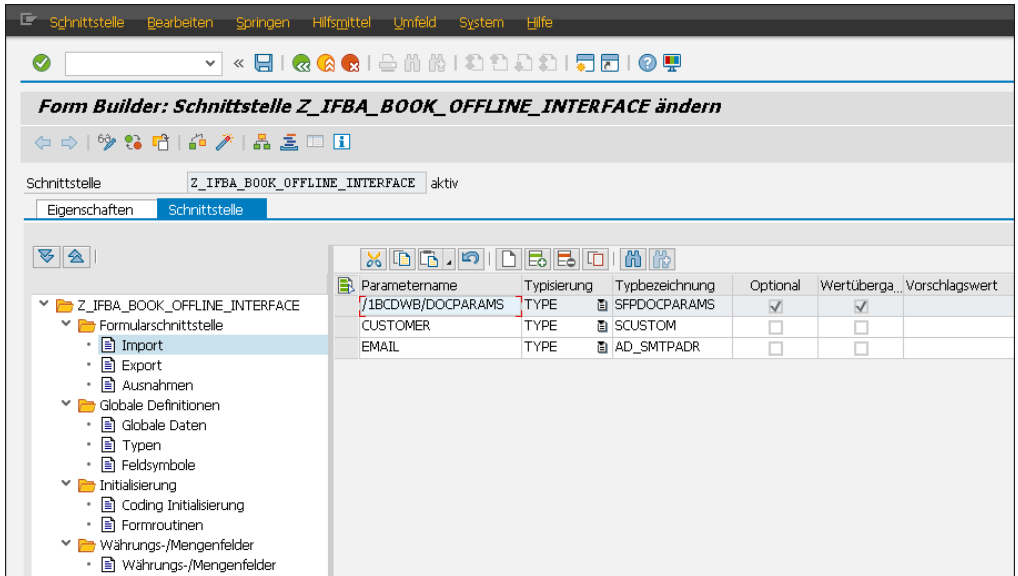 Schnittstelle Bearbeiten Springen Hilfsmittel Umfeld System Hilfe
Form Builder: Schnittstelle Z_IFBA_BOOK_OFFLINE_INTERFACE ändern
Schnittstelle Z_IFBA_BOOK_OFFLINE_INTERFACE aktiv
Eigenschaften Schnittstelle
Parametername Typisierung Typbezeichnung Optional Wertüberga... Vorschlagswert
/1BCDWB/DOCPARAMS TYPE SFPDOCPARAMS
CUSTOMER TYPE SCUSTOM
EMAIL TYPE AD_SMTPADR
Z_IFBA_BOOK_OFFLINE_INTERFACE
Formularschnittstelle
Import
Export
Ausnahmen
Globale Definitionen
Globale Daten
Typen
Feldsymbole
Initialisierung
Coding Initialisierung
Formroutinen
Währungs-/Mengenfelder
Währungs-/Mengenfelder